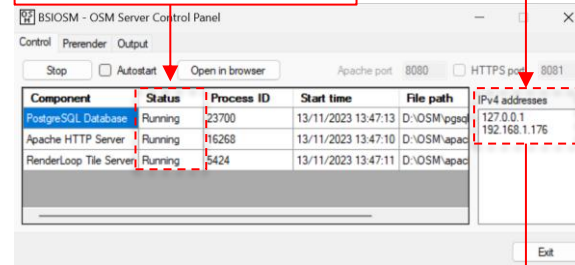 BSIOSM - OSM Server Control Panel
Control Prerender Output
Stop Autostart Open in browser Apache port 8080 HTTPS port 8081
Component Status Process ID Start time File path IPv4 addresses
PostgreSQL Database Running 23700 13/11/2023 13:47:13 D:\OSM\pgsql 127.0.0.1
192.168.1.176
Apache HTTP Server Running 16268 13/11/2023 13:47:10 D:\OSM\apac
RenderLoop Tile Server Running 5424 13/11/2023 13:47:11 D:\OSM\apac
Exit